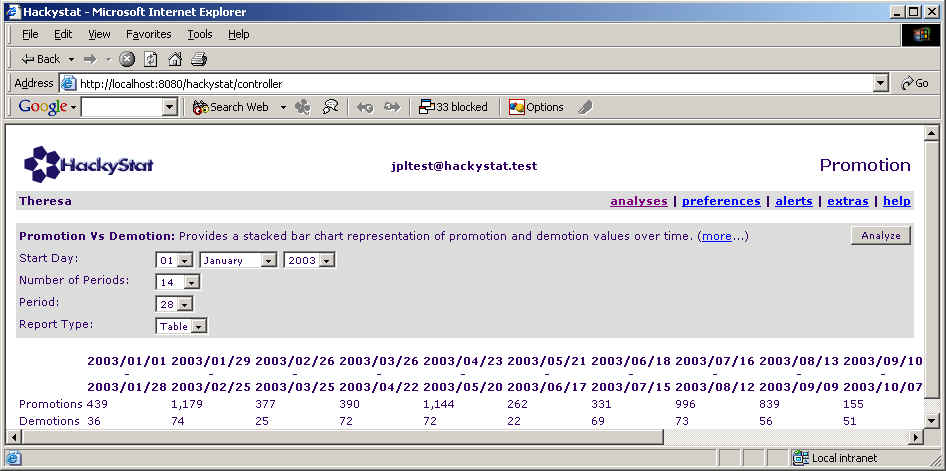 Hackystat - Microsoft Internet Explorer
File Edit View Favorites Tools Help
Back
Address http://localhost:8080/hackystat/controller Go
Google Search Web 33 blocked Options
HackyStat jpltest@hackystat.test Promotion
Theresa analyses | preferences | alerts | extras | help
Promotion Vs Demotion: Provides a stacked bar chart representation of promotion and demotion values over time. (more...) Analyze
Start Day: 01 January 2003
Number of Periods: 14
Period: 28
Report Type: Table
2003/01/01 2003/01/29 2003/02/26 2003/03/26 2003/04/23 2003/05/21 2003/06/18 2003/07/16 2003/08/13 2003/09/10
- - - - - - - - - -
2003/01/28 2003/02/25 2003/03/25 2003/04/22 2003/05/20 2003/06/17 2003/07/15 2003/08/12 2003/09/09 2003/10/07
Promotions 439 1,179 377 390 1,144 262 331 996 839 155
Demotions 36 74 25 72 72 22 69 73 56 51
Local intranet